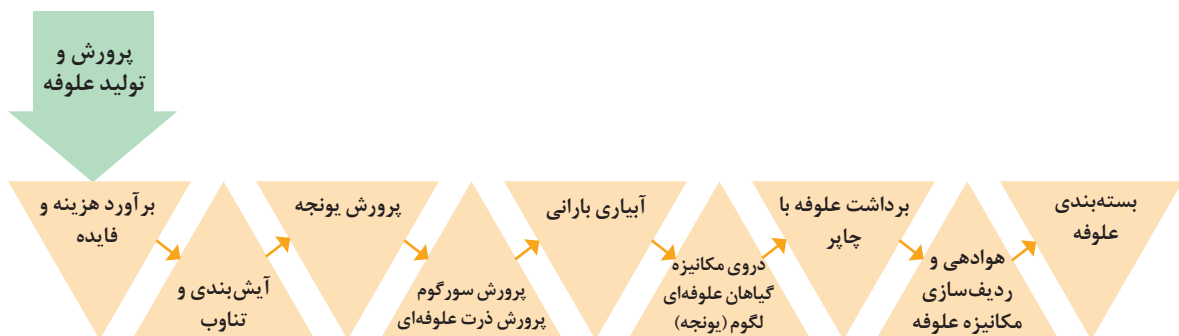 پرورش و
تولید علوفه
برآورد هزینه و
فایده
آیش‌بندی و
تناوب
پرورش یونجه
پرورش سورگوم
پرورش ذرت علوفه‌ای
آبیاری بارانی
دروی مکانیزه
گیاهان علوفه‌ای
لگوم (یونجه)
برداشت علوفه با
چاپر
هوادهی و
ردیف‌سازی
مکانیزه علوفه
بسته‌بندی
علوفه